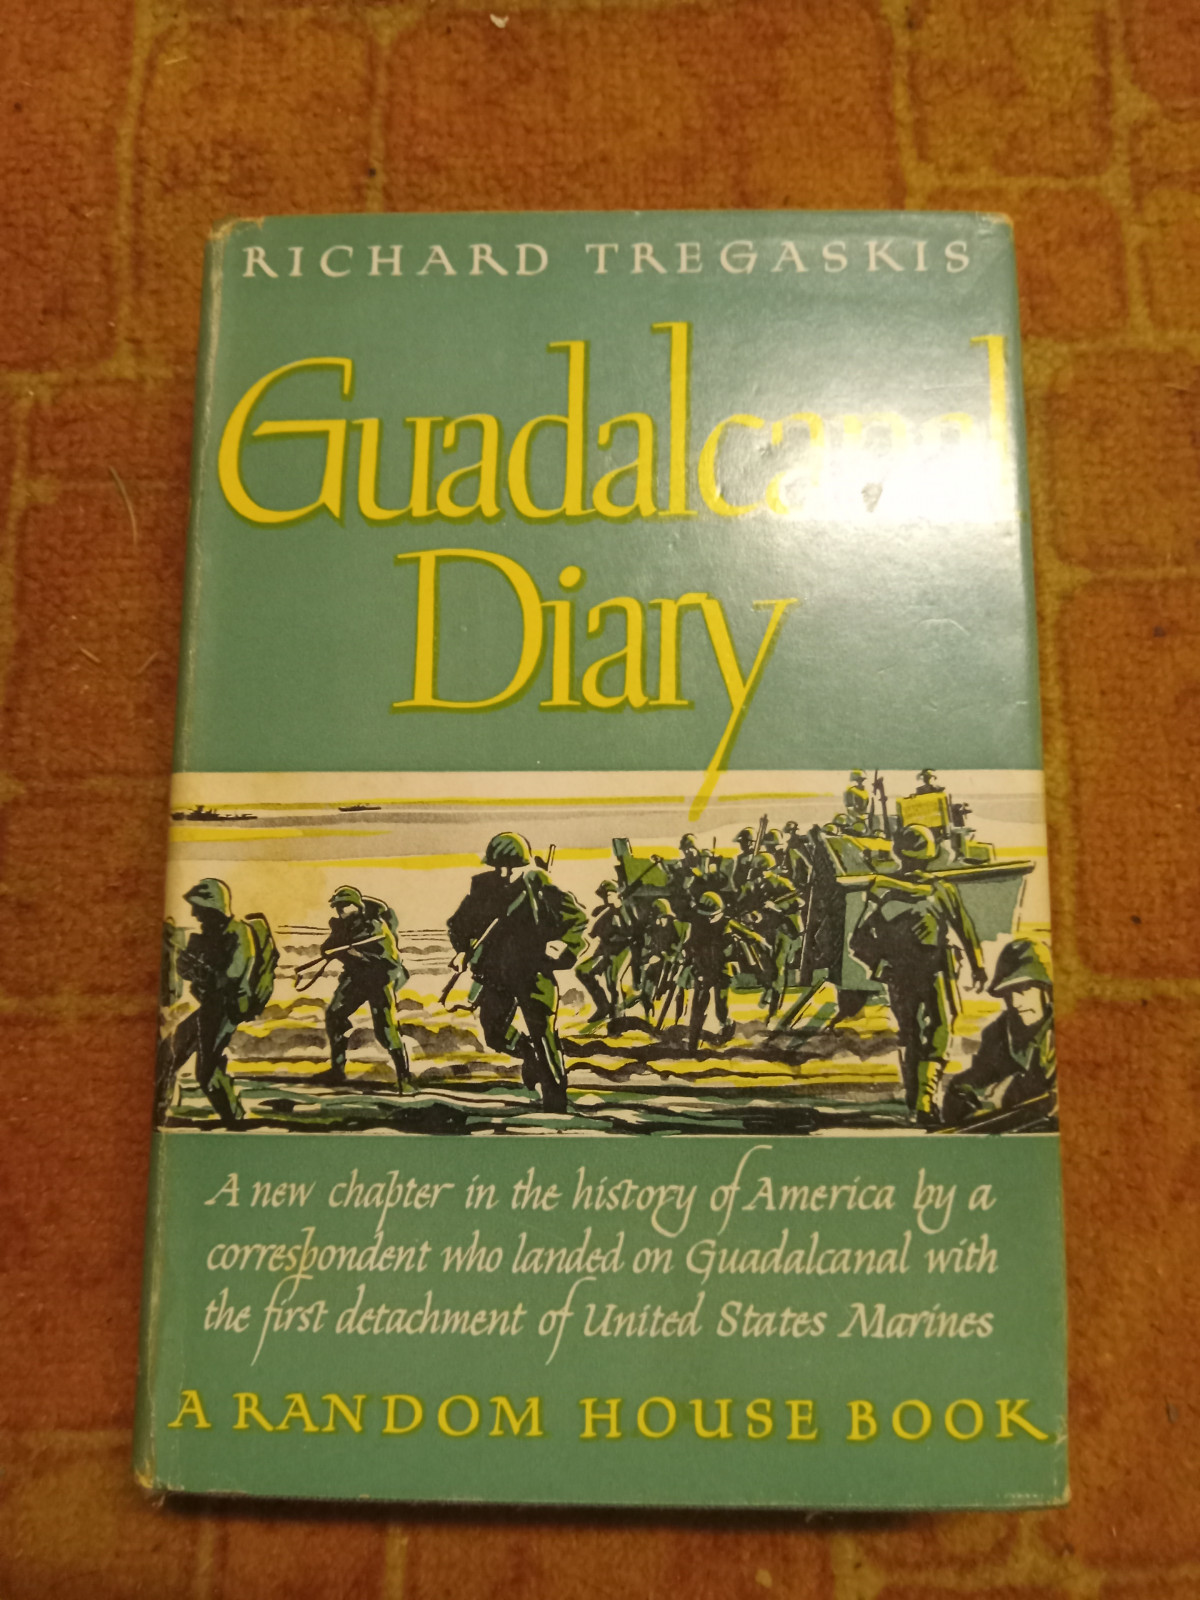 RICHARD TREGASKIS
Guadalcanal
Diary
A new chapter in the history of America by a
correspondent who landed on Guadalcanal with
the first detachment of United States Marines
A RANDOM HOUSE BOOK